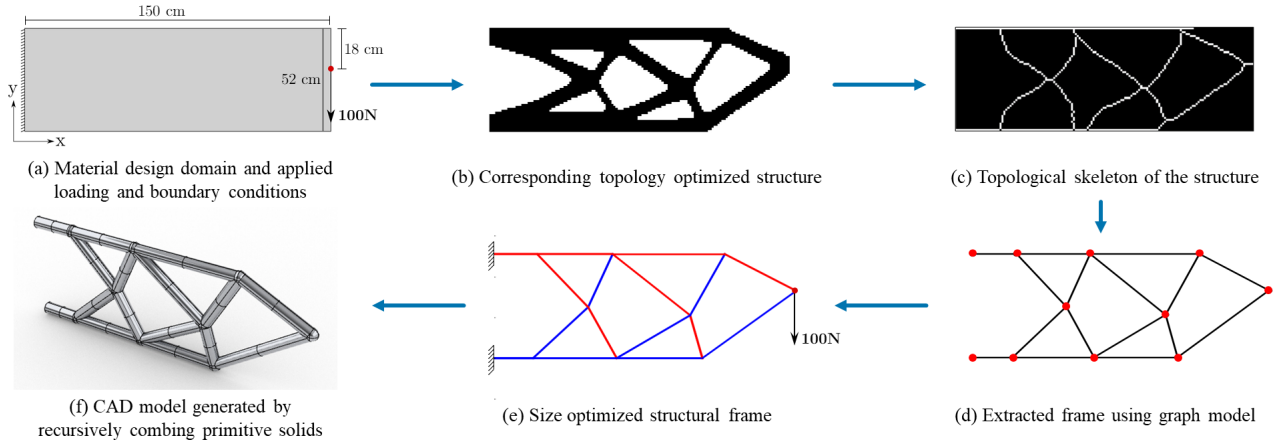 150 cm
18 cm
52 cm
y
100N
x
(a) Material design domain and applied
loading and boundary conditions
(b) Corresponding topology optimized structure
(c) Topological skeleton of the structure
100N
(f) CAD model generated by
recursively combing primitive solids
(e) Size optimized structural frame
(d) Extracted frame using graph model